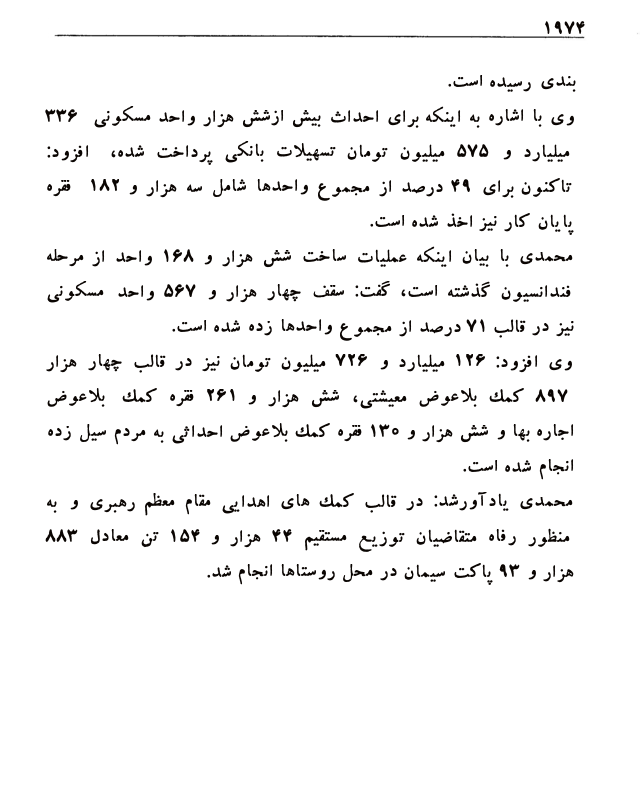 ۱۹۷۴
بندی رسیده است.
وی با اشاره به اینکه برای احداث بیش ازشش هزار واحد مسکونی ۳۳۶
میلیارد و ۵۷۵ میلیون تومان تسهیلات بانکی پرداخت شده، افزود:
تاکنون برای ۴۹ درصد از مجموع واحدها شامل سه هزار و ۱۸۲ فقره
پایان کار نیز اخذ شده است.
محمدی با بیان اینکه عملیات ساخت شش هزار و ۱۶۸ واحد از مرحله
فندانسیون گذشته است، گفت: سقف چهار هزار و ۵۶۷ واحد مسکونی
نیز در قالب ۷۱ درصد از مجموع واحدها زده شده است.
وی افزود: ۱۲۶ میلیارد و ۷۲۶ میلیون تومان نیز در قالب چهار هزار
۸۹۷ کمك بلاعوض معیشتی، شش هزار و ۲۶۱ فقره کمك بلاعوض
اجاره بها و شش هزار و ۱۳۰ فقره کمك بلاعوض احداثی به مردم سیل زده
انجام شده است.
محمدی یادآورشد: در قالب کمك های اهدایی مقام معظم رهبری و به
منظور رفاه متقاضیان توزیع مستقیم ۴۴ هزار و ۱۵۴ تن معادل ۸۸۳
هزار و ۹۳ پاکت سیمان در محل روستاها انجام شد.